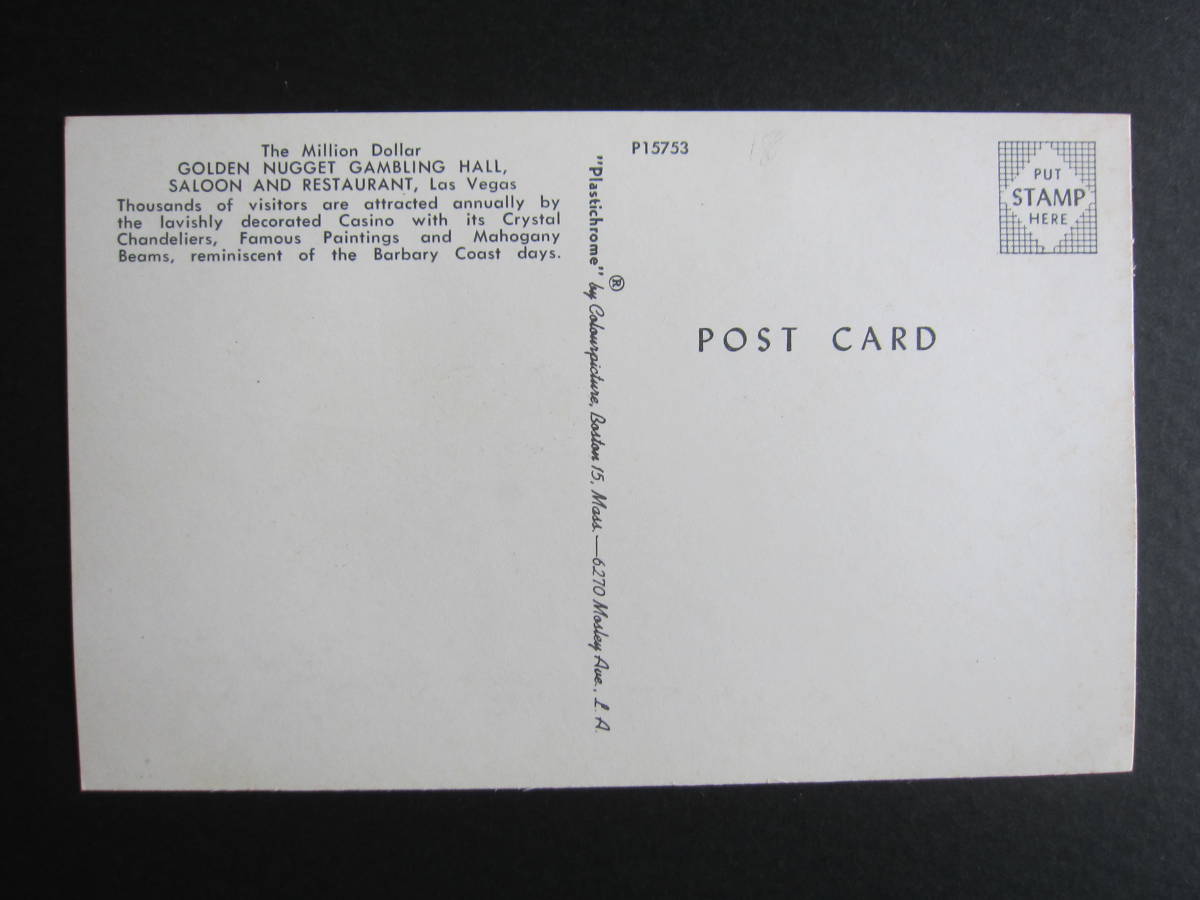 The Million Dollar
GOLDEN NUGGET GAMBLING HALL,
SALOON AND RESTAURANT, Las Vegas
Thousands of visitors are attracted annually by
the lavishly decorated Casino with its Crystal
Chandeliers, Famous Paintings and Mahogany
Beams, reminiscent of the Barbary Coast days.
"Plastichrome" ® by Colourpicture, Boston 15, Mass. — 6270 Mosley Ave., L. A.
P15753
18
PUT
STAMP
HERE
POST CARD